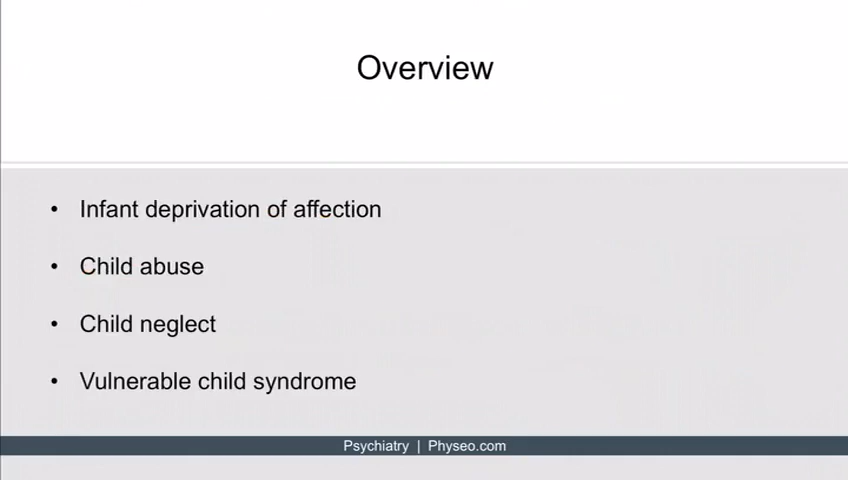 Overview
• Infant deprivation of affection
• Child abuse
• Child neglect
• Vulnerable child syndrome
Psychiatry | Physeo.com